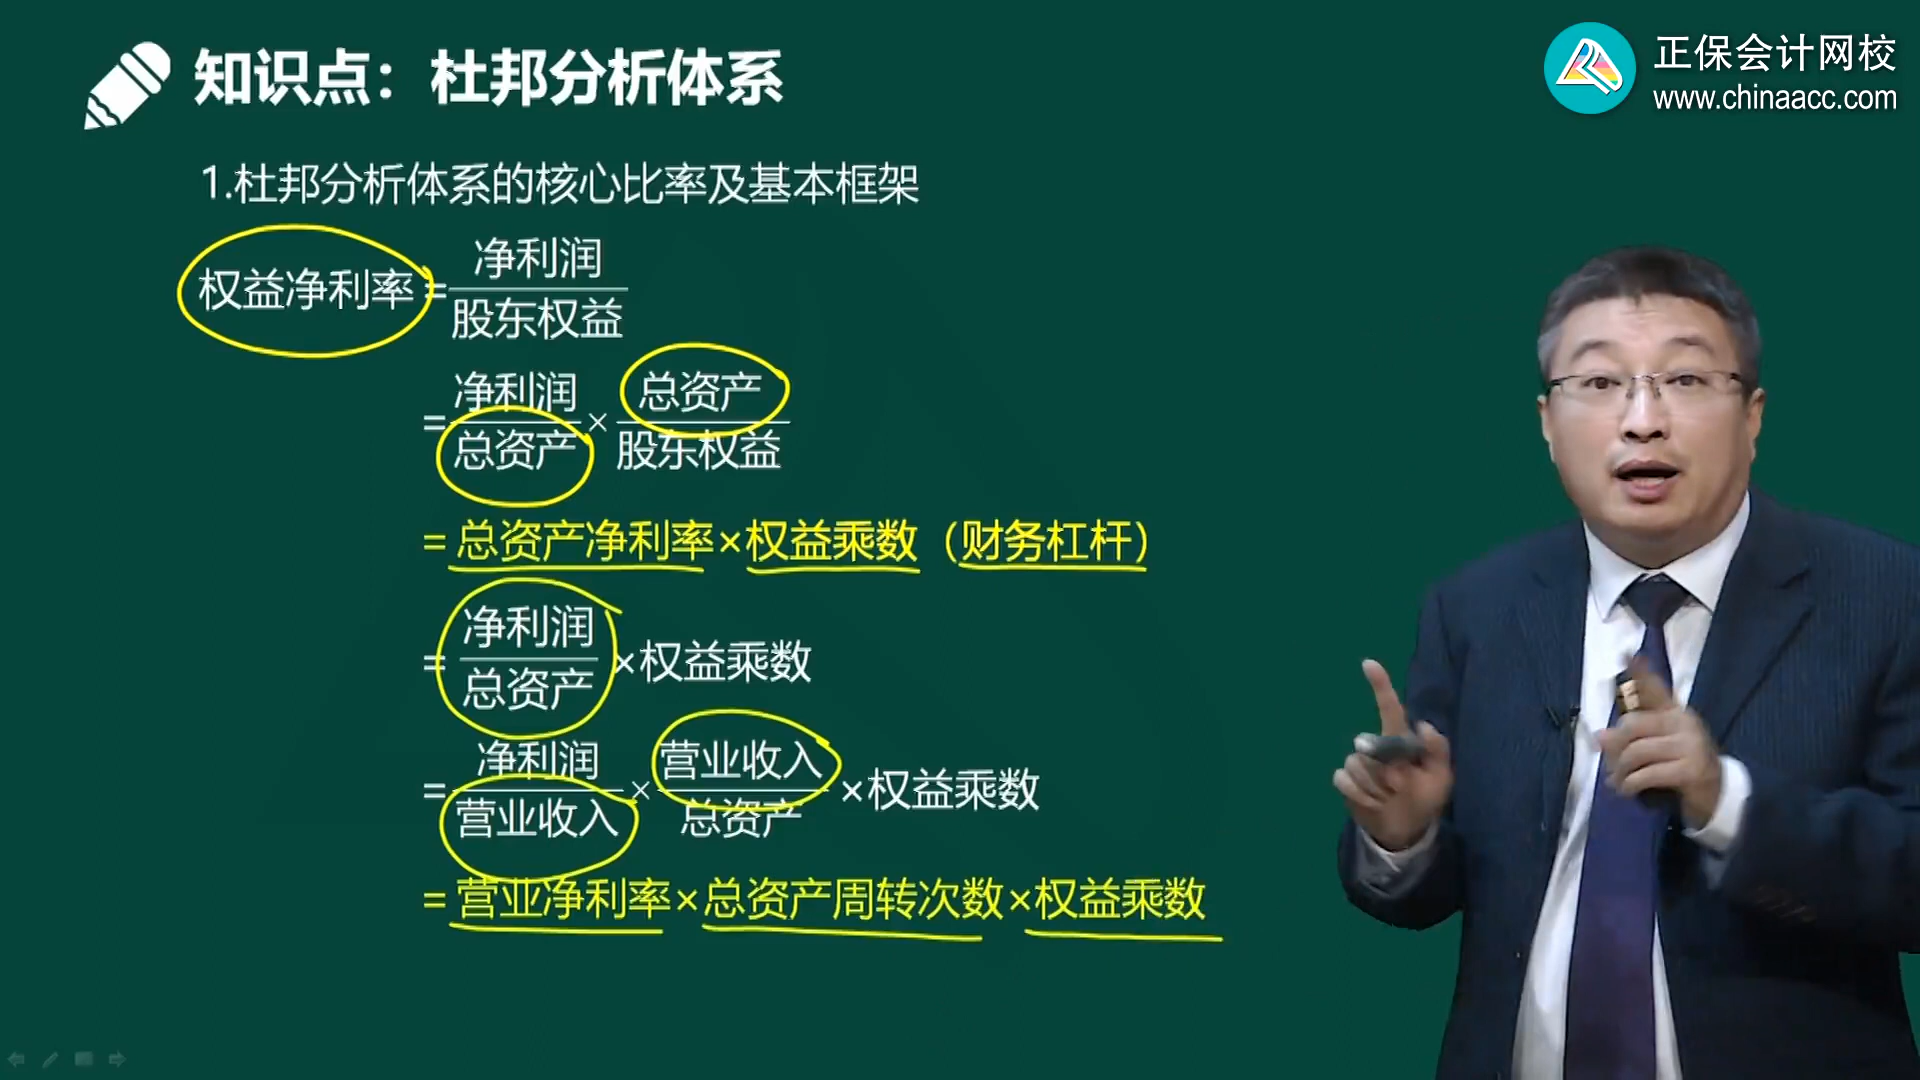 知识点：杜邦分析体系
正保会计网校
www.chinaacc.com
1.杜邦分析体系的核心比率及基本框架
权益净利率=净利润/股东权益
=净利润/总资产×总资产/股东权益
=总资产净利率×权益乘数（财务杠杆）
=净利润/总资产×权益乘数
=净利润/营业收入×营业收入/总资产×权益乘数
=营业净利率×总资产周转次数×权益乘数